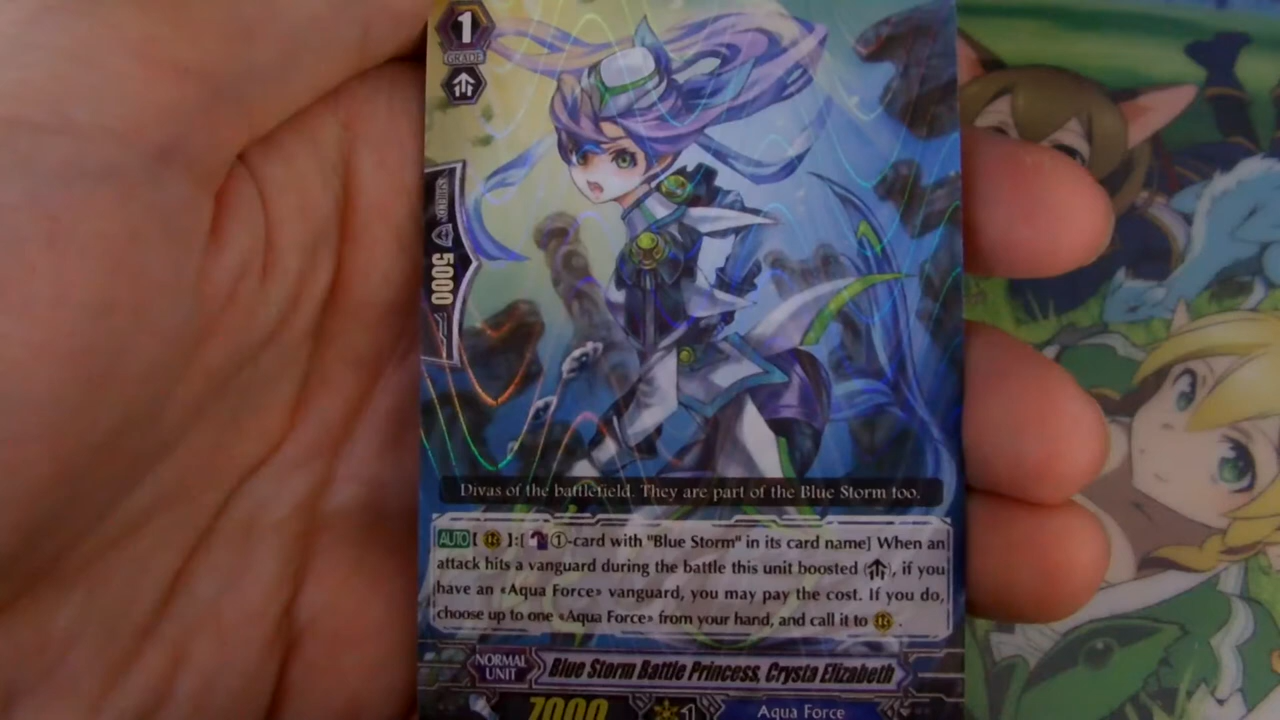 1
GRADE
SHIELD
5000
Divas of the battlefield. They are part of the Blue Storm too.
AUTO [ ]:[ ①-card with "Blue Storm" in its card name] When an
attack hits a vanguard during the battle this unit boosted ( ), if you
have an «Aqua Force» vanguard, you may pay the cost. If you do,
choose up to one «Aqua Force» from your hand, and call it to .
NORMAL
UNIT
Blue Storm Battle Princess, Crysta Elizabeth
7000
1
Aqua Force